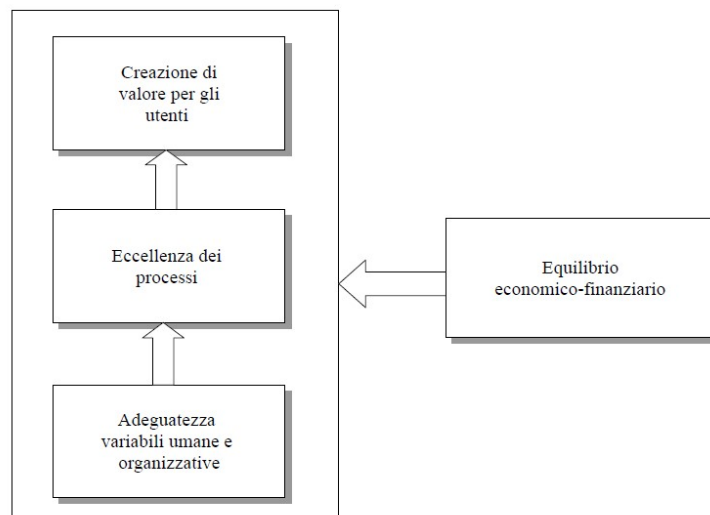 Creazione di
valore per gli
utenti
Eccellenza dei
processi
Equilibrio
economico-finanziario
Adeguatezza
variabili umane e
organizzative